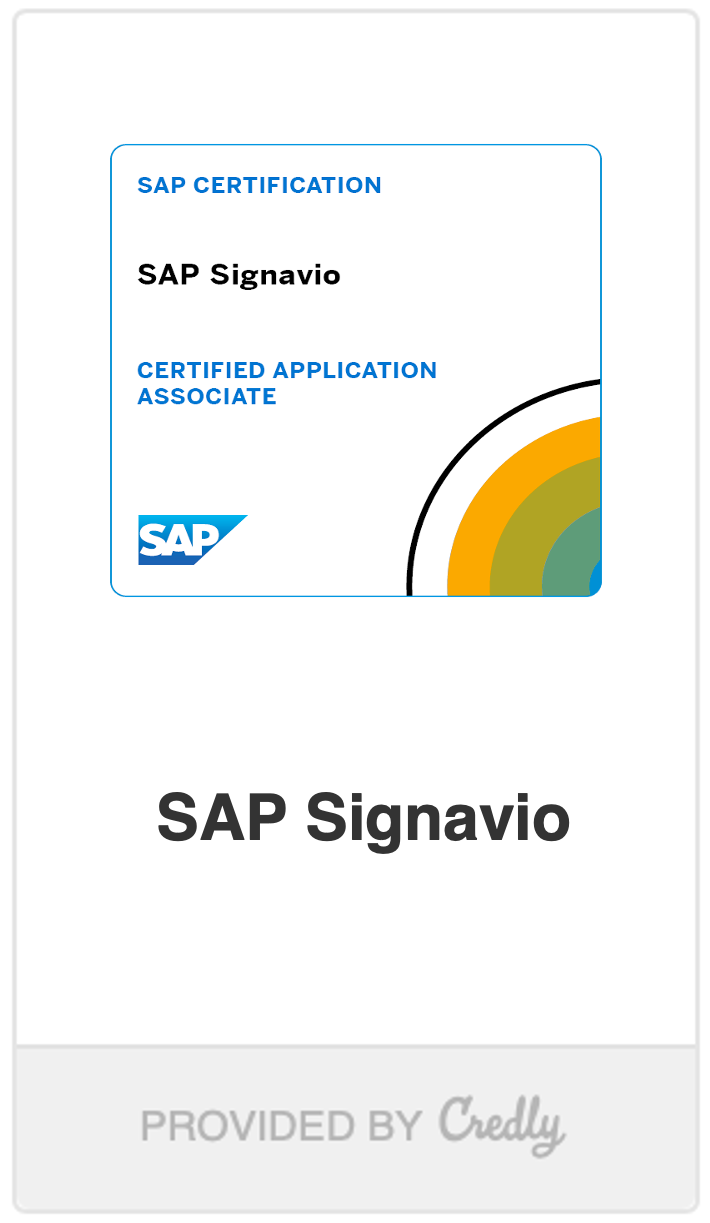 SAP CERTIFICATION
SAP Signavio
CERTIFIED APPLICATION
ASSOCIATE
SAP
SAP Signavio
PROVIDED BY Credly